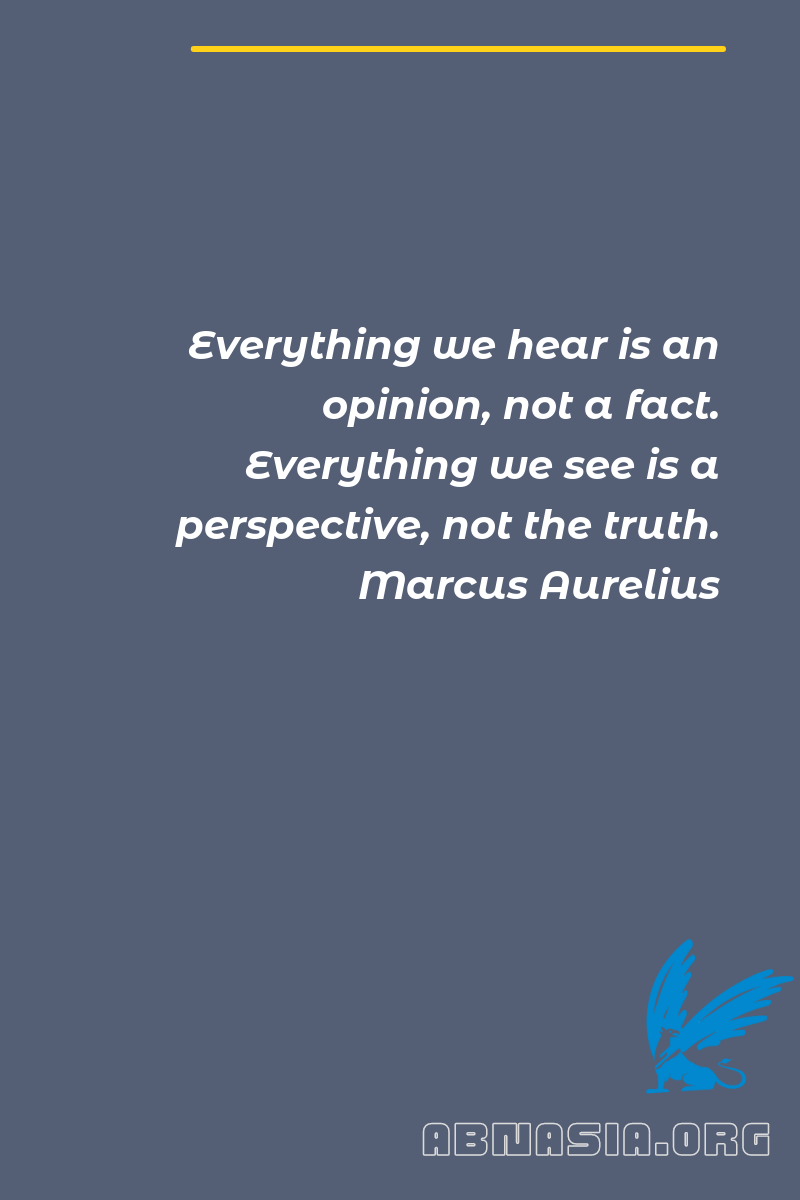 Everything we hear is an
opinion, not a fact.
Everything we see is a
perspective, not the truth.
Marcus Aurelius
ABNASIA.ORG